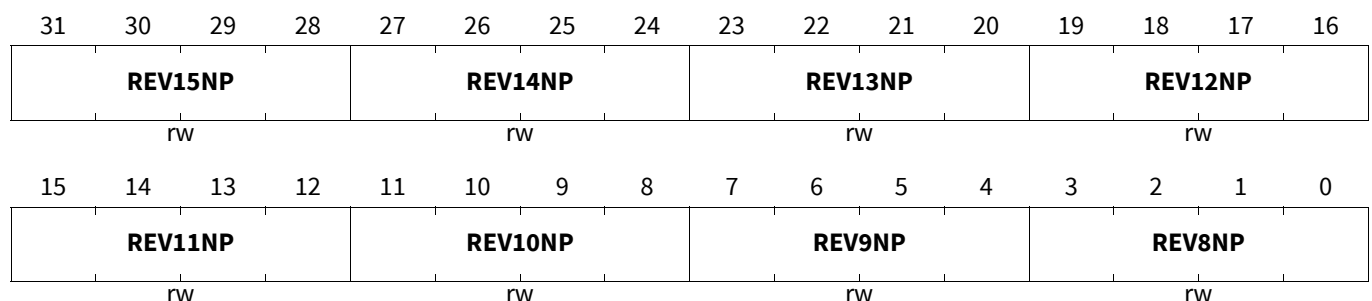 31 30 29 28 27 26 25 24 23 22 21 20 19 18 17 16
REV15NP REV14NP REV13NP REV12NP
rw rw rw rw
15 14 13 12 11 10 9 8 7 6 5 4 3 2 1 0
REV11NP REV10NP REV9NP REV8NP
rw rw rw rw